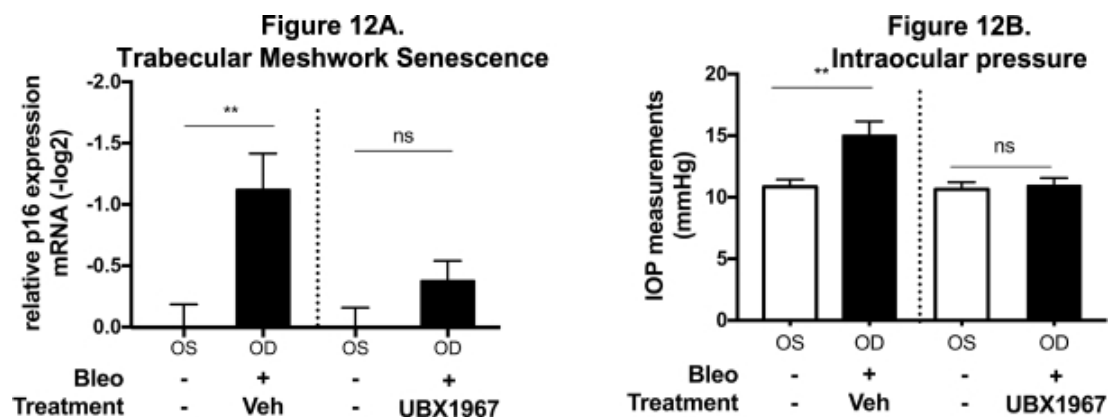 Figure 12A.
Trabecular Meshwork Senescence
relative p16 expression
mRNA (-log2)
-2.0
-1.5
-1.0
-0.5
0.0
**
ns
OS OD OS OD
Bleo - + - +
Treatment - Veh - UBX1967
Figure 12B.
Intraocular pressure
IOP measurements
(mmHg)
20
15
10
5
0
**
ns
OS OD OS OD
Bleo - + - +
Treatment - Veh - UBX1967